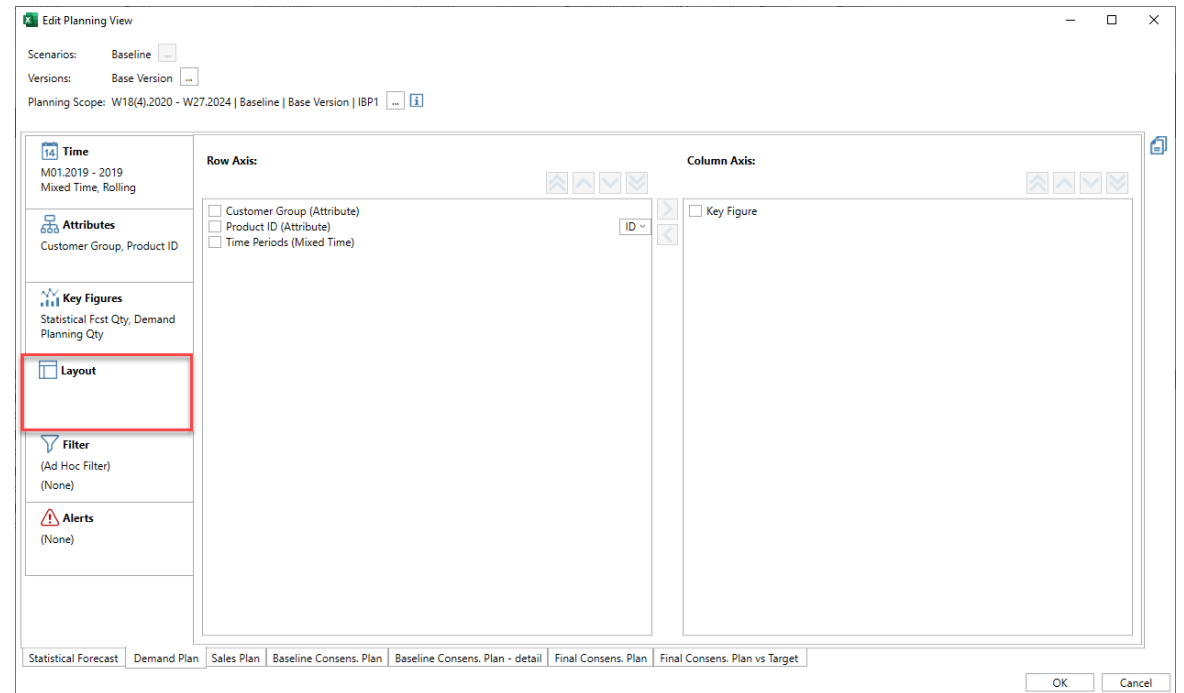 Edit Planning View
Scenarios: Baseline ...
Versions: Base Version ...
Planning Scope: W18(4).2020 - W27.2024 | Baseline | Base Version | IBP1 ... i
14 Time
M01.2019 - 2019
Mixed Time, Rolling
Attributes
Customer Group, Product ID
Key Figures
Statistical Fcst Qty, Demand
Planning Qty
Layout
Filter
(Ad Hoc Filter)
(None)
Alerts
(None)
Row Axis:
Customer Group (Attribute)
Product ID (Attribute) ID
Time Periods (Mixed Time)
Column Axis:
Key Figure
Statistical Forecast Demand Plan Sales Plan Baseline Consens. Plan Baseline Consens. Plan - detail Final Consens. Plan Final Consens. Plan vs Target
OK Cancel